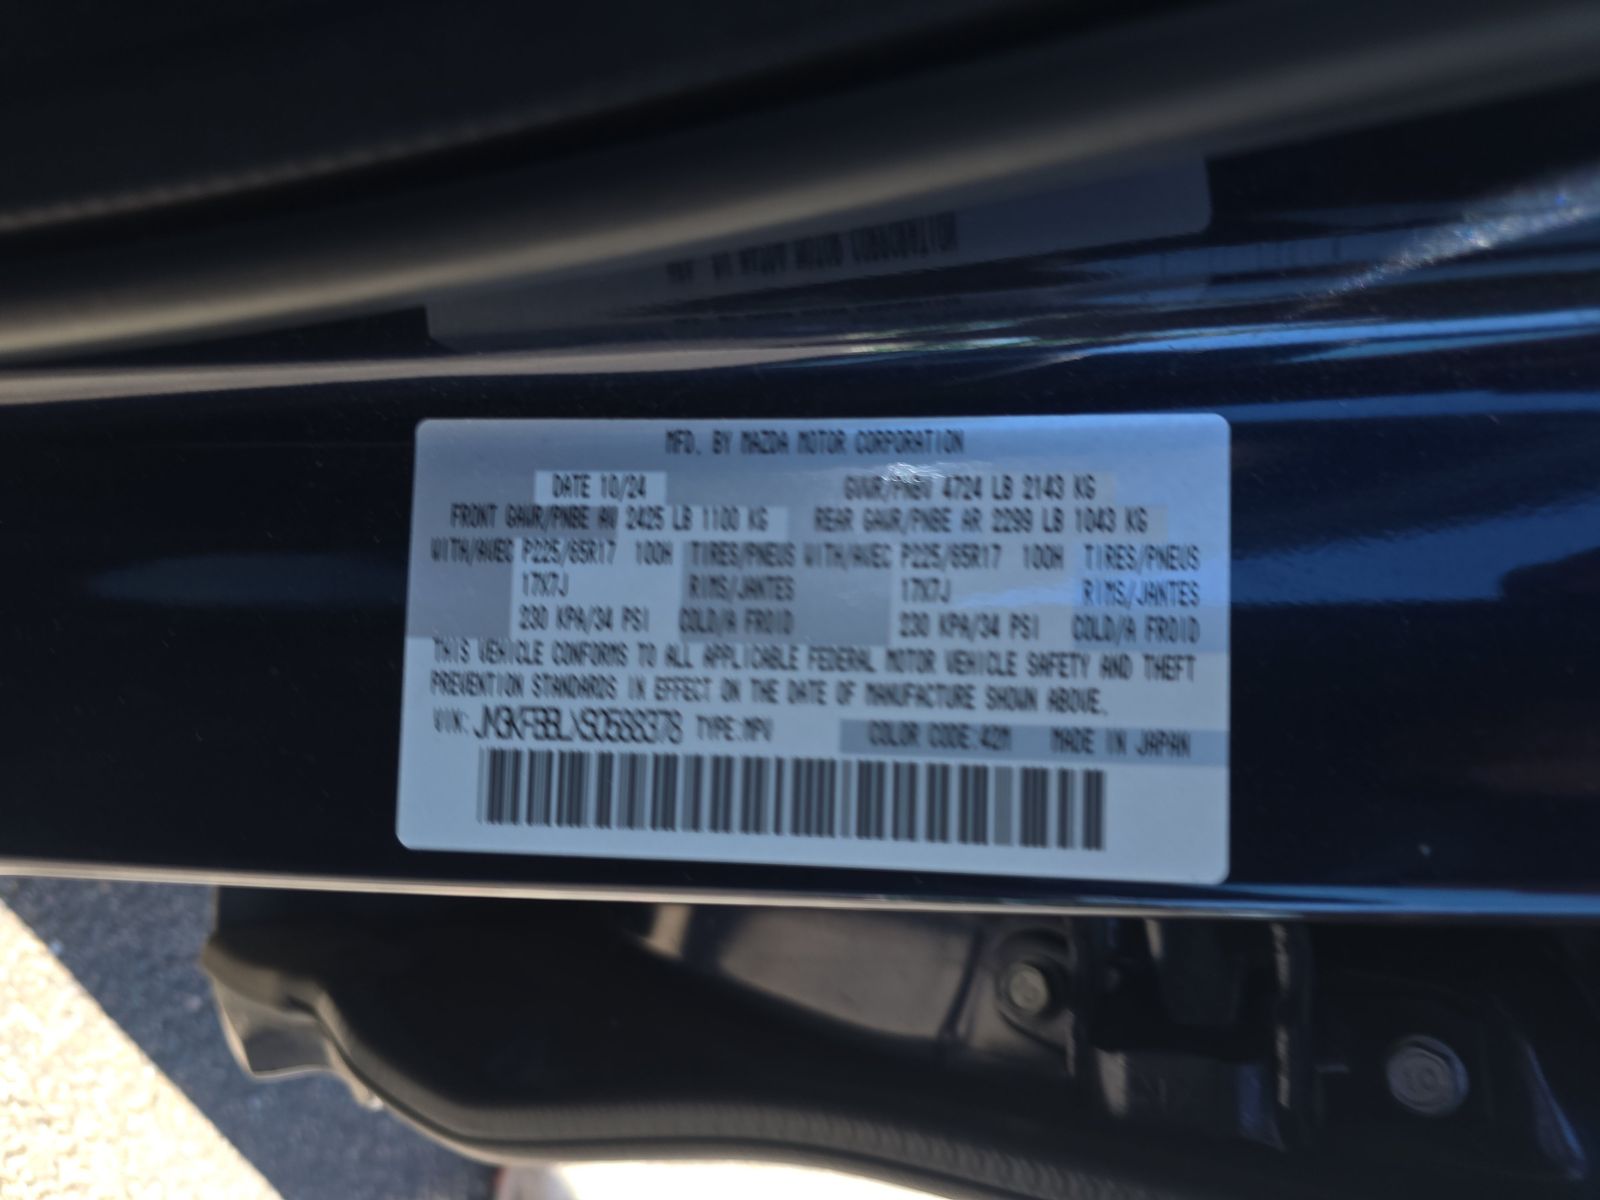 MFD. BY MAZDA MOTOR CORPORATION
DATE 10/24 GVWR/PNBV 4724 LB 2143 KG
FRONT GAWR/PNBE AV 2425 LB 1100 KG REAR GAWR/PNBE AR 2299 LB 1043 KG
WITH/AVEC P225/65R17 100H TIRES/PNEUS WITH/AVEC P225/65R17 100H TIRES/PNEUS
17X7J RIMS/JANTES 17X7J RIMS/JANTES
230 KPA/34 PSI COLD/A FROID 230 KPA/34 PSI COLD/A FROID
THIS VEHICLE CONFORMS TO ALL APPLICABLE FEDERAL MOTOR VEHICLE SAFETY AND THEFT
PREVENTION STANDARDS IN EFFECT ON THE DATE OF MANUFACTURE SHOWN ABOVE.
VIN: JM3KFBBLXS0588378 TYPE:MPV COLOR CODE:42M MADE IN JAPAN